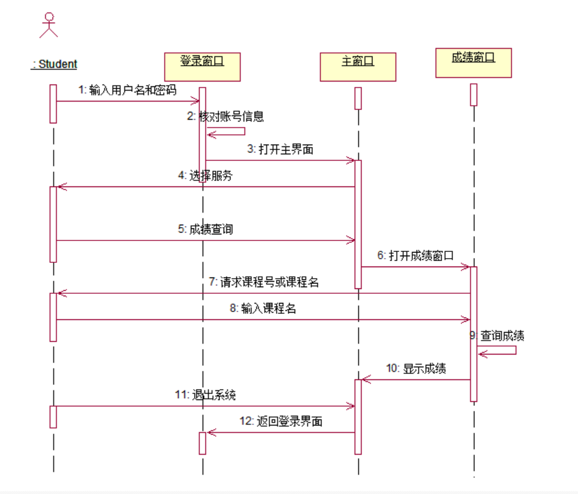 : Student
登录窗口
主窗口
成绩窗口
1: 输入用户名和密码
2: 核对账号信息
3: 打开主界面
4: 选择服务
5: 成绩查询
6: 打开成绩窗口
7: 请求课程号或课程名
8: 输入课程名
9: 查询成绩
10: 显示成绩
11: 退出系统
12: 返回登录界面